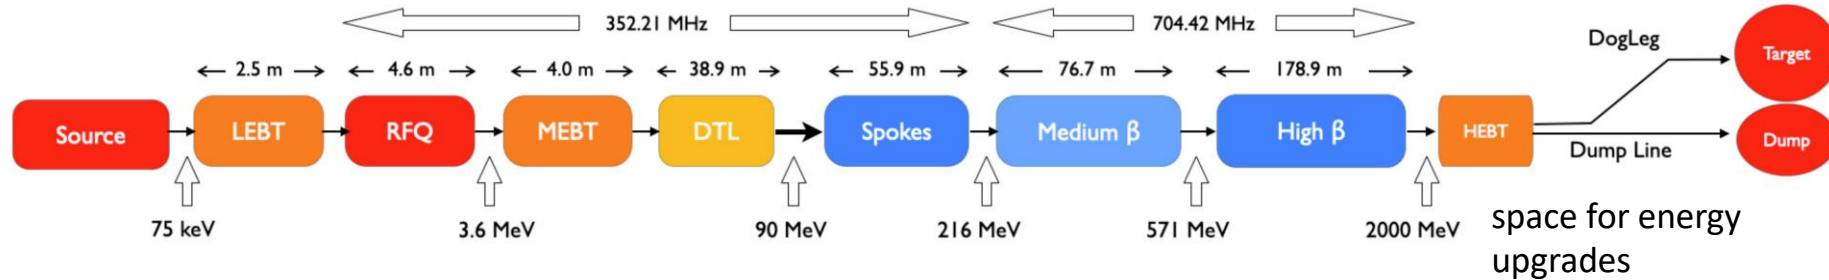 352.21 MHz
704.42 MHz
2.5 m
4.6 m
4.0 m
38.9 m
55.9 m
76.7 m
178.9 m
DogLeg
Target
Source
LEBT
RFQ
MEBT
DTL
Spokes
Medium β
High β
HEBT
Dump Line
Dump
75 keV
3.6 MeV
90 MeV
216 MeV
571 MeV
2000 MeV
space for energy
upgrades